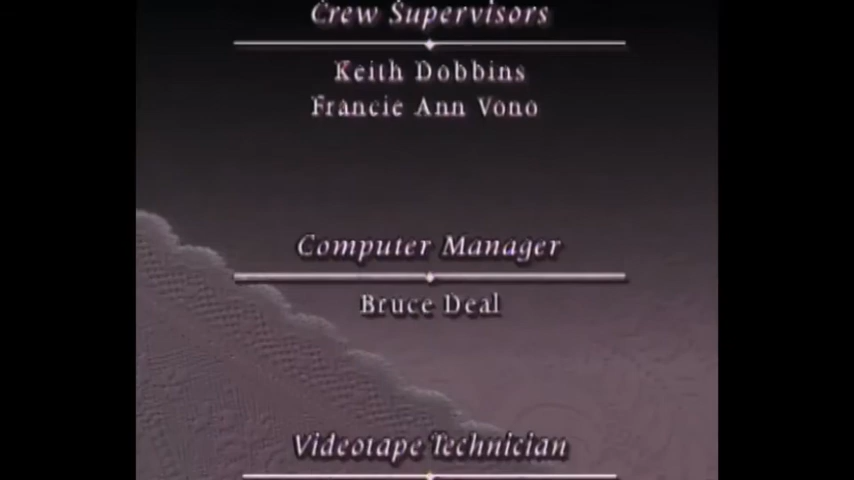 Crew Supervisors
Keith Dobbins
Francie Ann Vono
Computer Manager
Bruce Deal
Videotape Technician